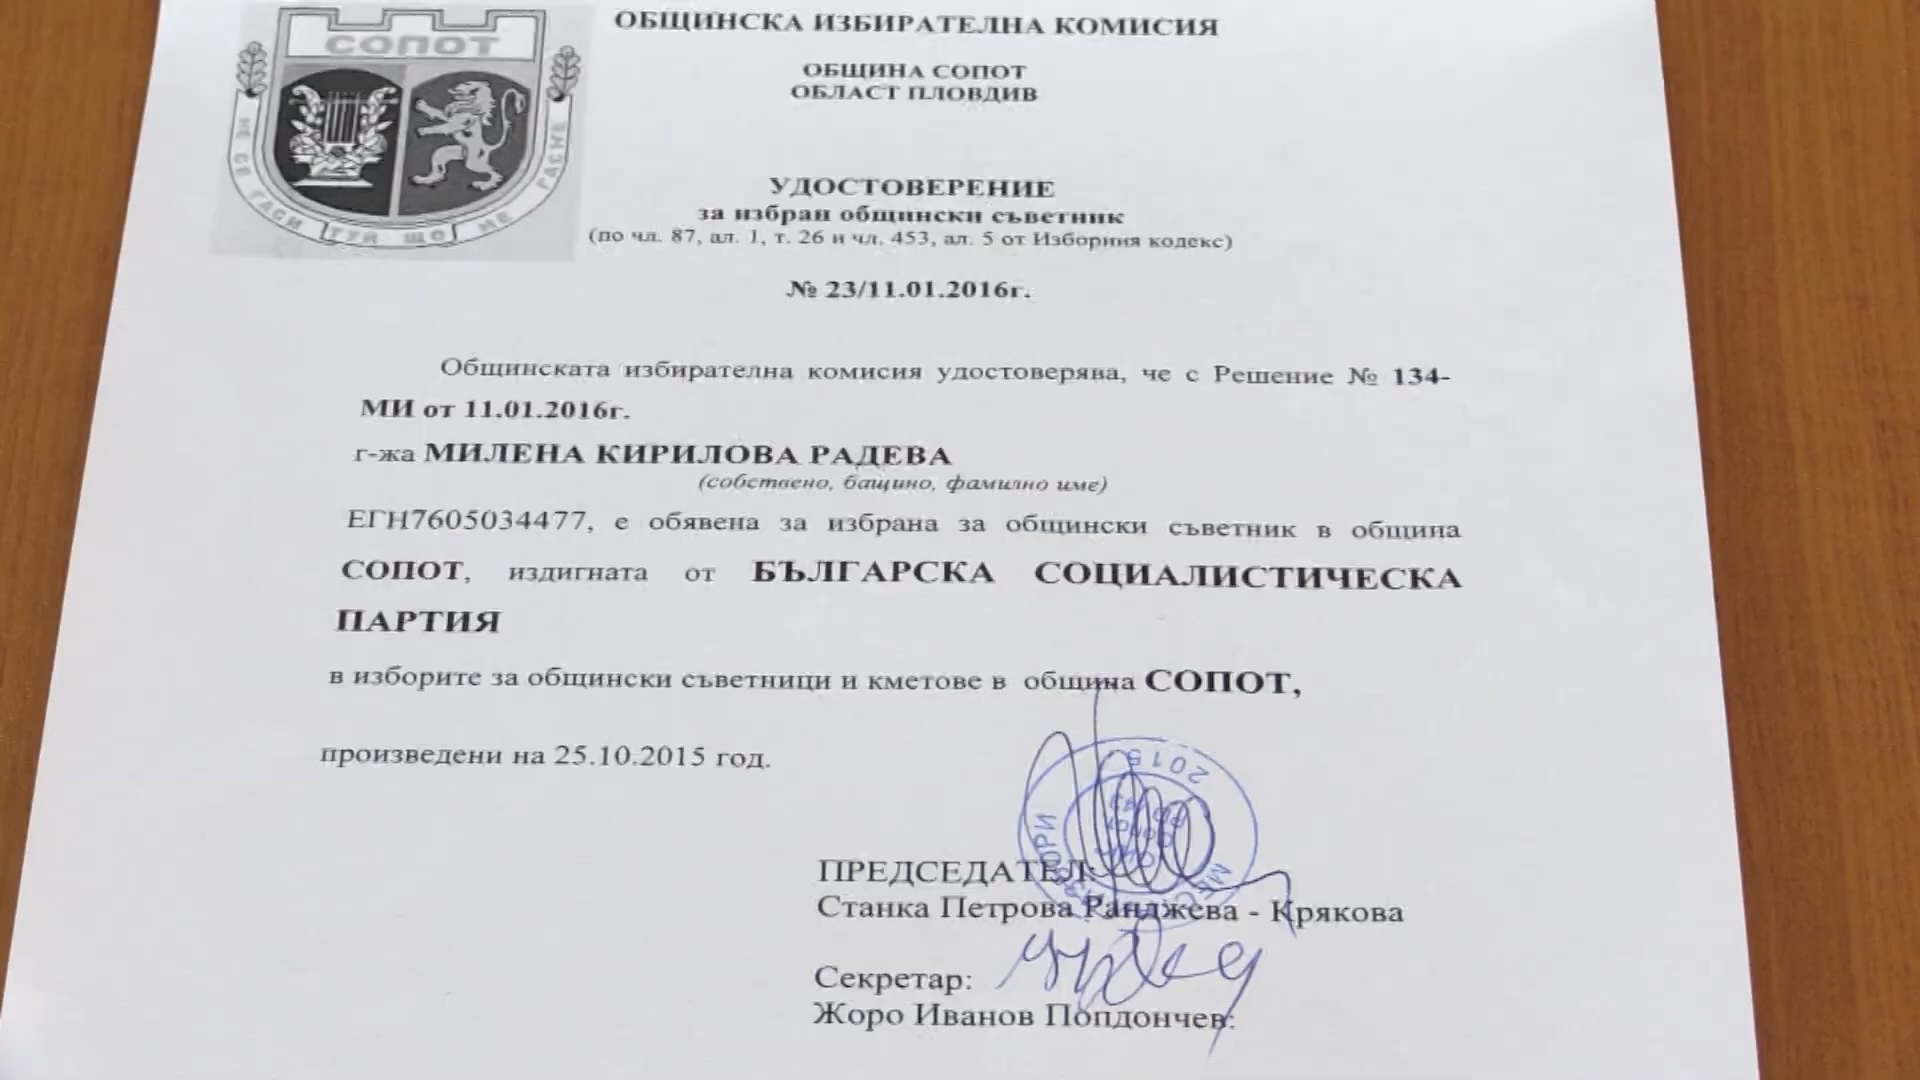 СОПОТ
НЕ СЕ ГАСИ ТУЙ ЩО НЕ ГАСНЕ
ОБЩИНСКА ИЗБИРАТЕЛНА КОМИСИЯ
ОБЩИНА СОПОТ
ОБЛАСТ ПЛОВДИВ
УДОСТОВЕРЕНИЕ
за избран общински съветник
(по чл. 87, ал. 1, т. 26 и чл. 453, ал. 5 от Изборния кодекс)
№ 23/11.01.2016г.
Общинската избирателна комисия удостоверява, че с Решение № 134-
МИ от 11.01.2016г.
г-жа МИЛЕНА КИРИЛОВА РАДЕВА
(собствено, бащино, фамилно име)
ЕГН7605034477, е обявена за избрана за общински съветник в община
СОПОТ, издигната от БЪЛГАРСКА СОЦИАЛИСТИЧЕСКА
ПАРТИЯ
в изборите за общински съветници и кметове в община СОПОТ,
произведени на 25.10.2015 год.
2015
ИЗБОРИ
СОПОТ
ПРЕДСЕДАТЕЛ:
Станка Петрова Ранджева - Крякова
Секретар:
Жоро Иванов Попдончев: